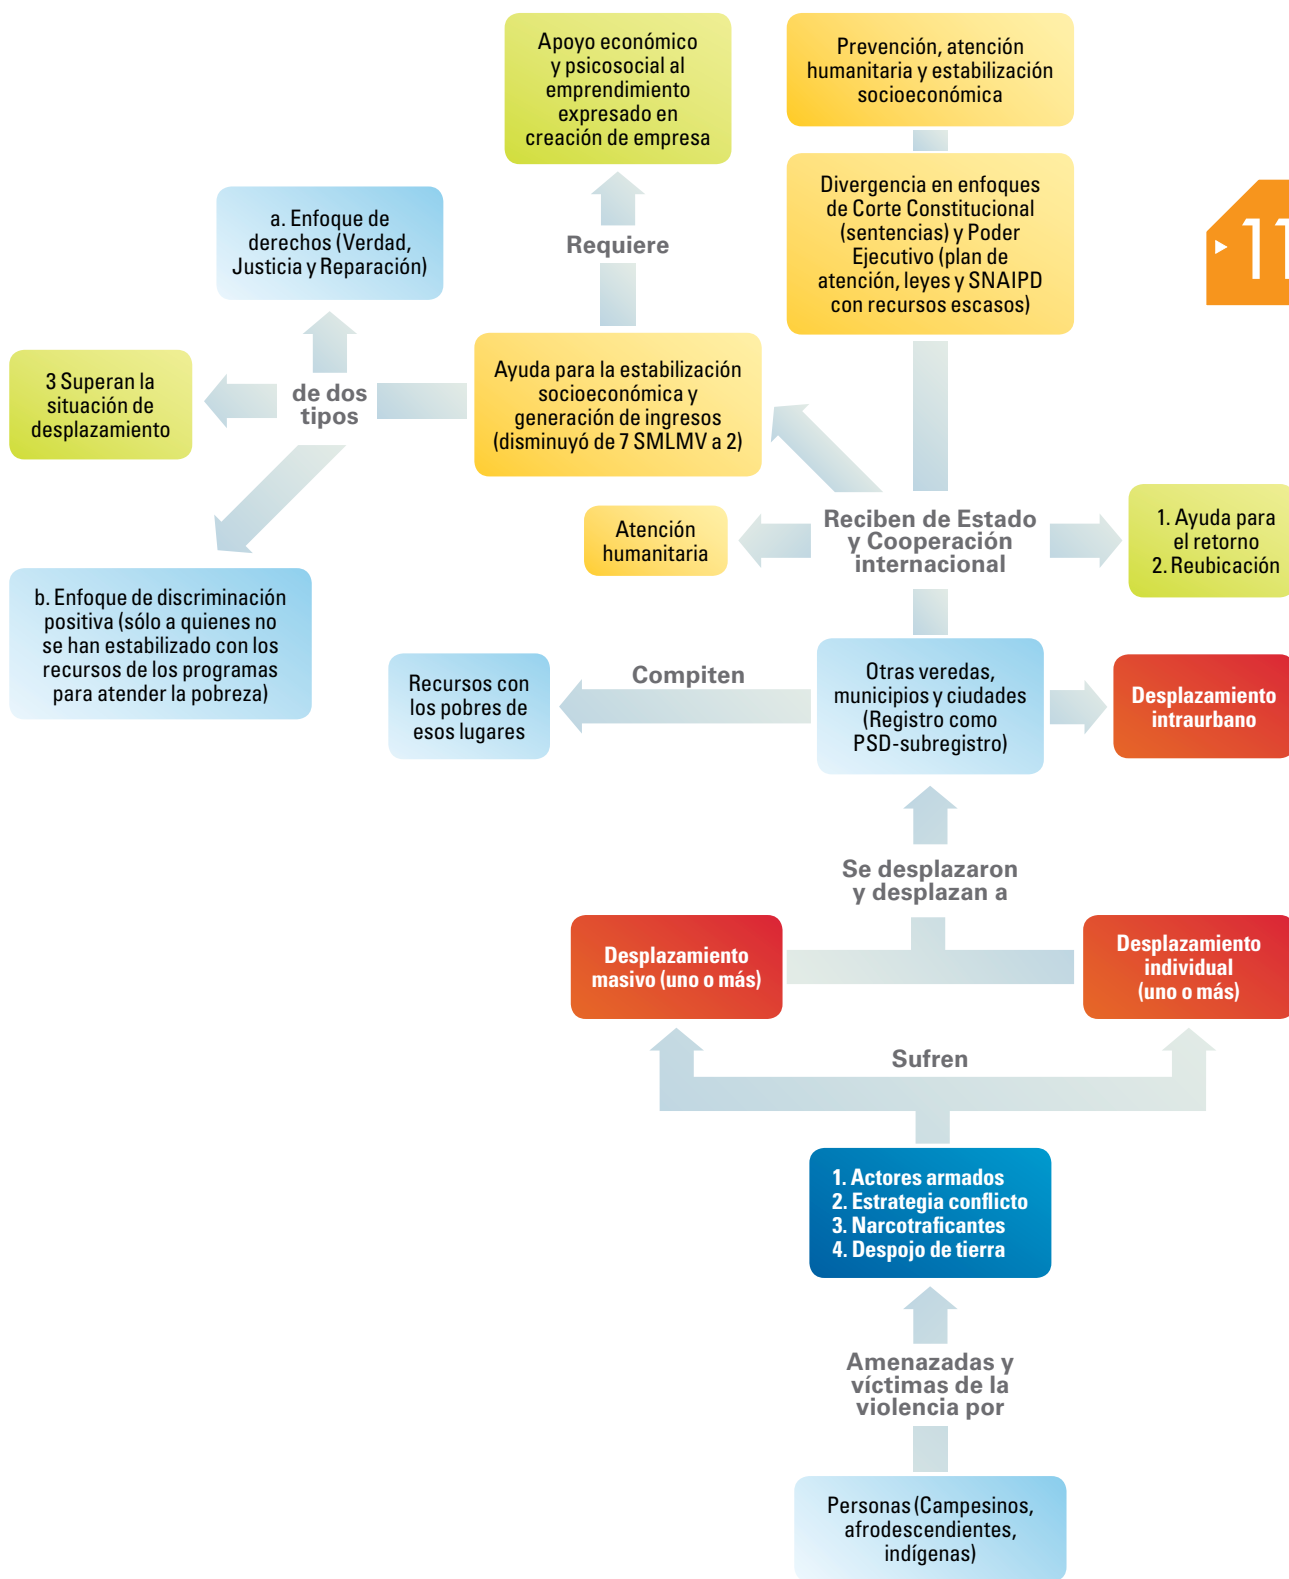 Apoyo económico
y psicosocial al
emprendimiento
expresado en
creación de empresa
Prevención, atención
humanitaria y estabilización
socioeconómica
a. Enfoque de
derechos (Verdad,
Justicia y Reparación)
Requiere
Divergencia en enfoques
de Corte Constitucional
(sentencias) y Poder
Ejecutivo (plan de
atención, leyes y SNAIPD
con recursos escasos)
11
3 Superan la
situación de
desplazamiento
de dos
tipos
Ayuda para la estabilización
socioeconómica y
generación de ingresos
(disminuyó de 7 SMLMV a 2)
Atención
humanitaria
Reciben de Estado
y Cooperación
internacional
1. Ayuda para
el retorno
2. Reubicación
b. Enfoque de discriminación
positiva (sólo a quienes no
se han estabilizado con los
recursos de los programas
para atender la pobreza)
Recursos con
los pobres de
esos lugares
Compiten
Otras veredas,
municipios y ciudades
(Registro como
PSD-subregistro)
Desplazamiento
intraurbano
Se desplazaron
y desplazan a
Desplazamiento
masivo (uno o más)
Desplazamiento
individual
(uno o más)
Sufren
1. Actores armados
2. Estrategia conflicto
3. Narcotraficantes
4. Despojo de tierra
Amenazadas y
víctimas de la
violencia por
Personas (Campesinos,
afrodescendientes,
indígenas)